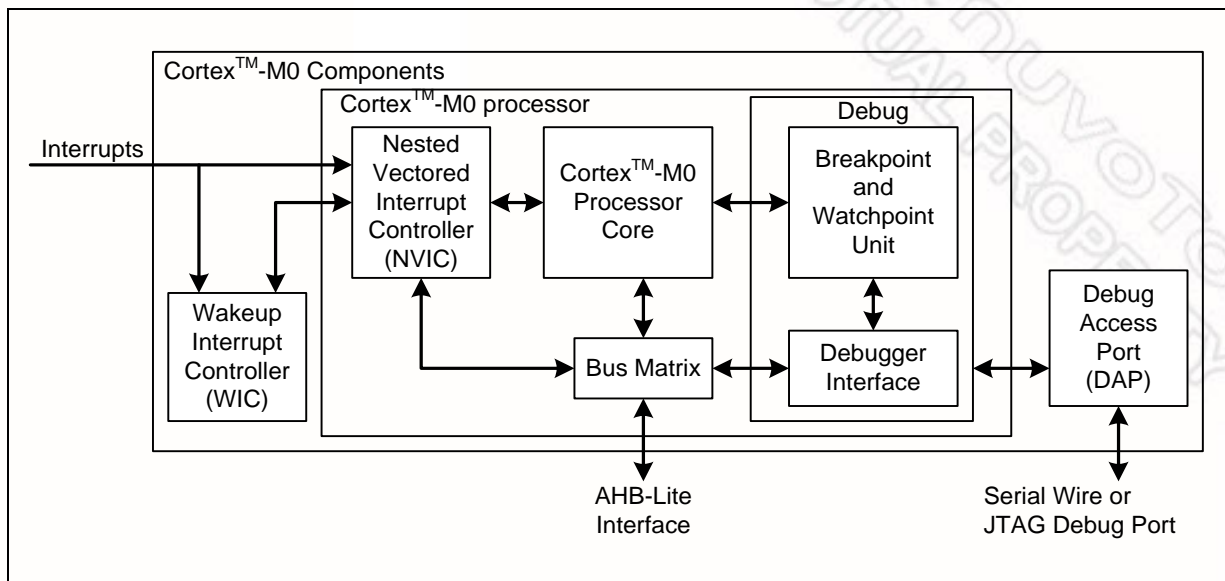 Cortex™-M0 Components
Cortex™-M0 processor
Debug
Interrupts
Nested
Vectored
Interrupt
Controller
(NVIC)
Cortex™-M0
Processor
Core
Breakpoint
and
Watchpoint
Unit
Wakeup
Interrupt
Controller
(WIC)
Bus Matrix
Debugger
Interface
Debug
Access
Port
(DAP)
AHB-Lite
Interface
Serial Wire or
JTAG Debug Port